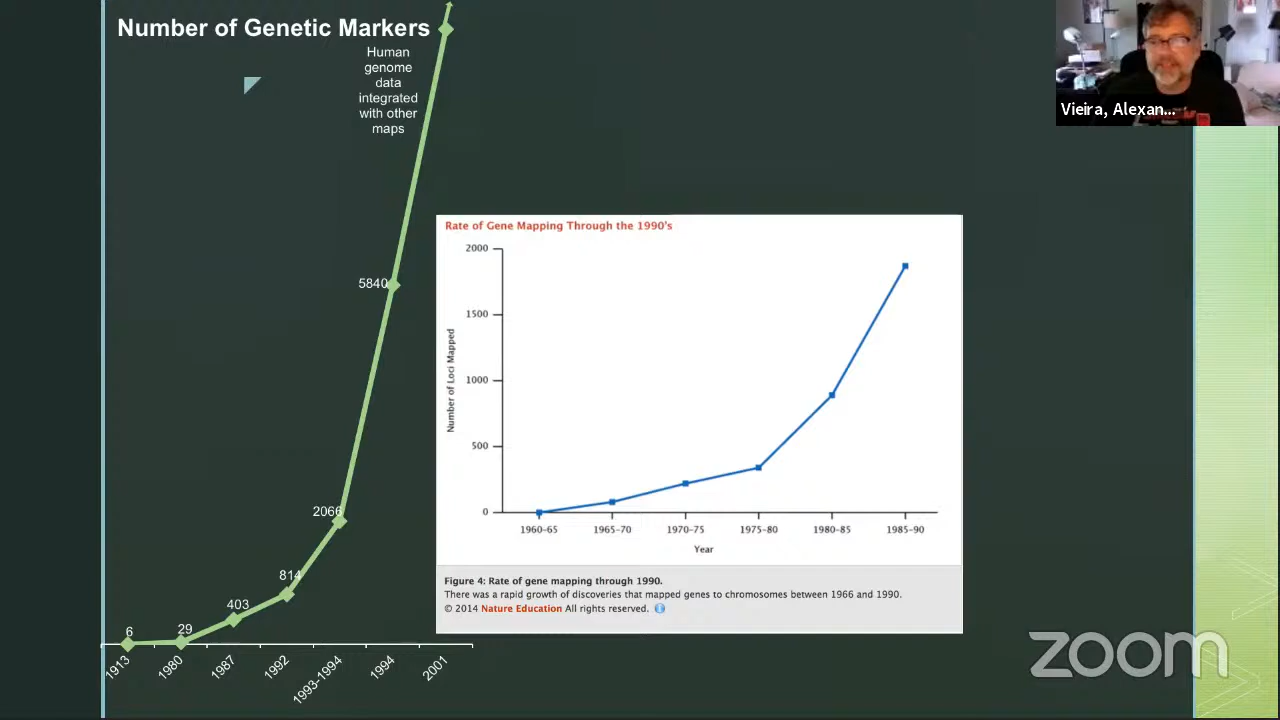 Number of Genetic Markers
Human
genome
data
integrated
with other
maps
5840
2066
814
403
29
6
1913
1980
1987
1992
1993-1994
1994
2001
Rate of Gene Mapping Through the 1990's
2000
1500
1000
500
0
Number of Loci Mapped
1960-65
1965-70
1970-75
1975-80
1980-85
1985-90
Year
Figure 4: Rate of gene mapping through 1990.
There was a rapid growth of discoveries that mapped genes to chromosomes between 1966 and 1990.
© 2014 Nature Education All rights reserved.
Vieira, Alexan...
zoom